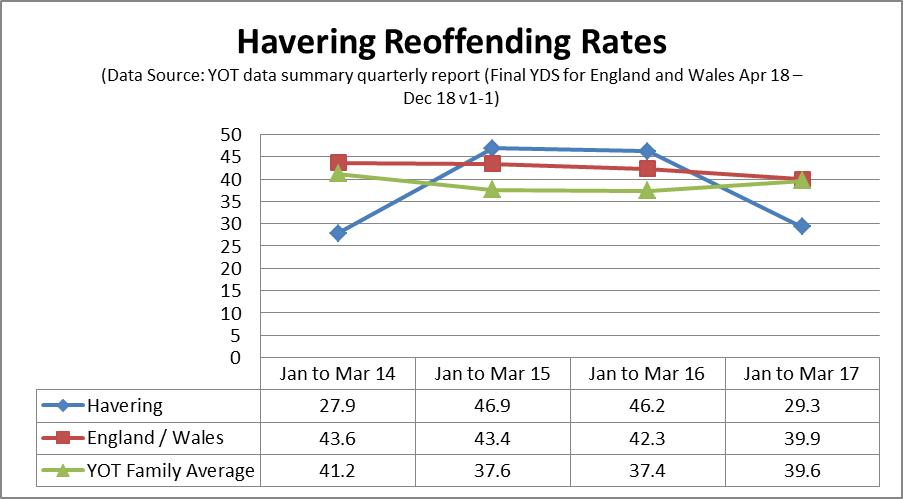 Havering Reoffending Rates
(Data Source: YOT data summary quarterly report (Final YDS for England and Wales Apr 18 –
Dec 18 v1-1)
50
45
40
35
30
25
20
15
10
5
0
Jan to Mar 14 Jan to Mar 15 Jan to Mar 16 Jan to Mar 17
Havering 27.9 46.9 46.2 29.3
England / Wales 43.6 43.4 42.3 39.9
YOT Family Average 41.2 37.6 37.4 39.6